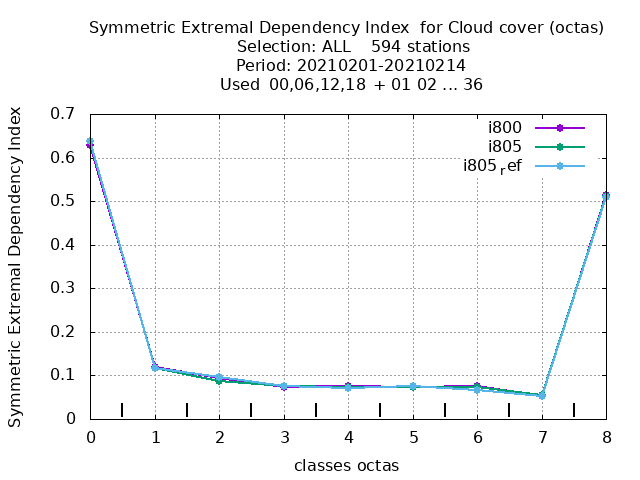 Symmetric Extremal Dependency Index  for Cloud cover (octas)
Selection: ALL    594 stations
Period: 20210201-20210214
Used  00,06,12,18  + 01 02 ... 36
Symmetric Extremal Dependency Index
0.7
0.6
0.5
0.4
0.3
0.2
0.1
0
i800
i805
i805ref
0 1 2 3 4 5 6 7 8
classes octas